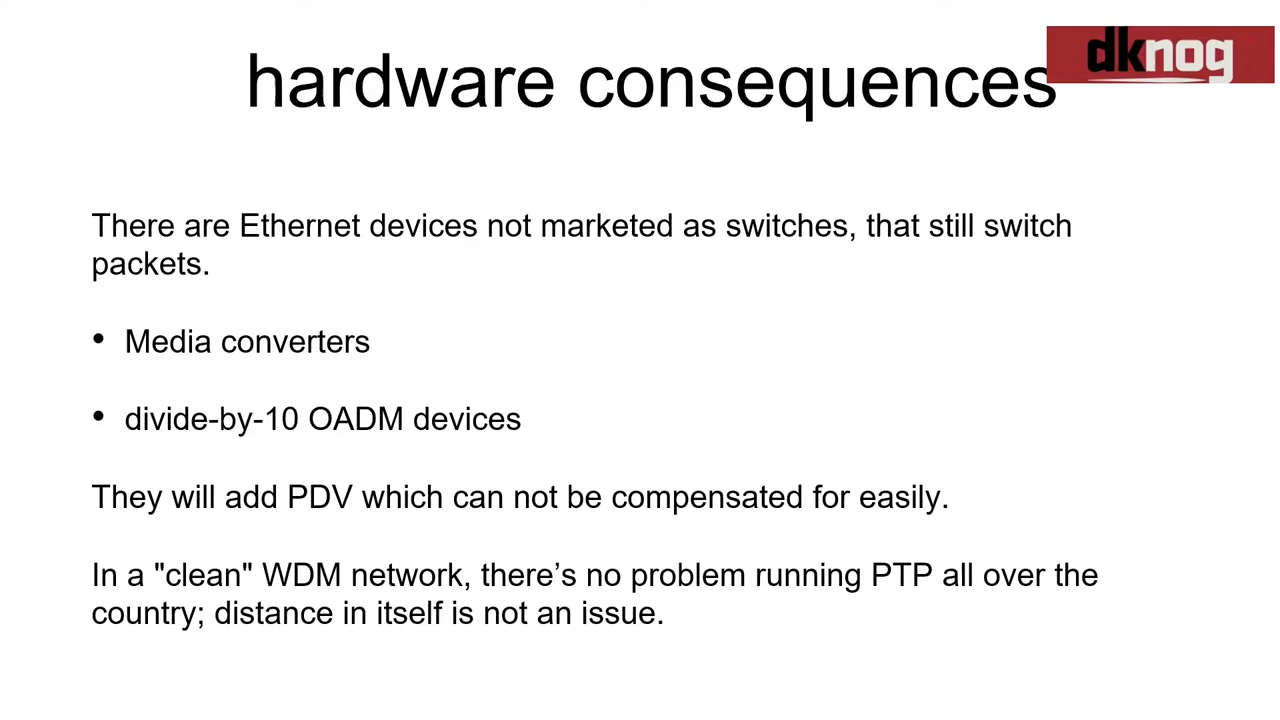 hardware consequences
dknog
There are Ethernet devices not marketed as switches, that still switch
packets.
• Media converters
• divide-by-10 OADM devices
They will add PDV which can not be compensated for easily.
In a "clean" WDM network, there’s no problem running PTP all over the
country; distance in itself is not an issue.